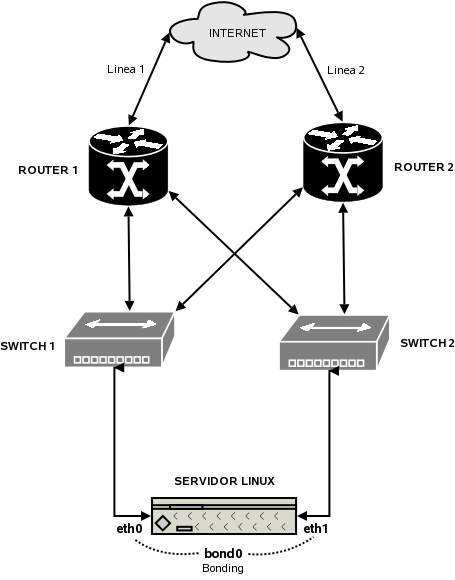 INTERNET
Linea 1
Linea 2
ROUTER 1
ROUTER 2
SWITCH 1
SWITCH 2
SERVIDOR LINUX
eth0
eth1
bond0
Bonding